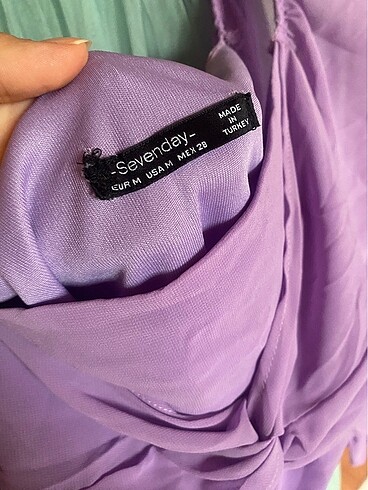 -Sevenday-
EUR M USA M MEX 28
MADE
IN
TURKEY